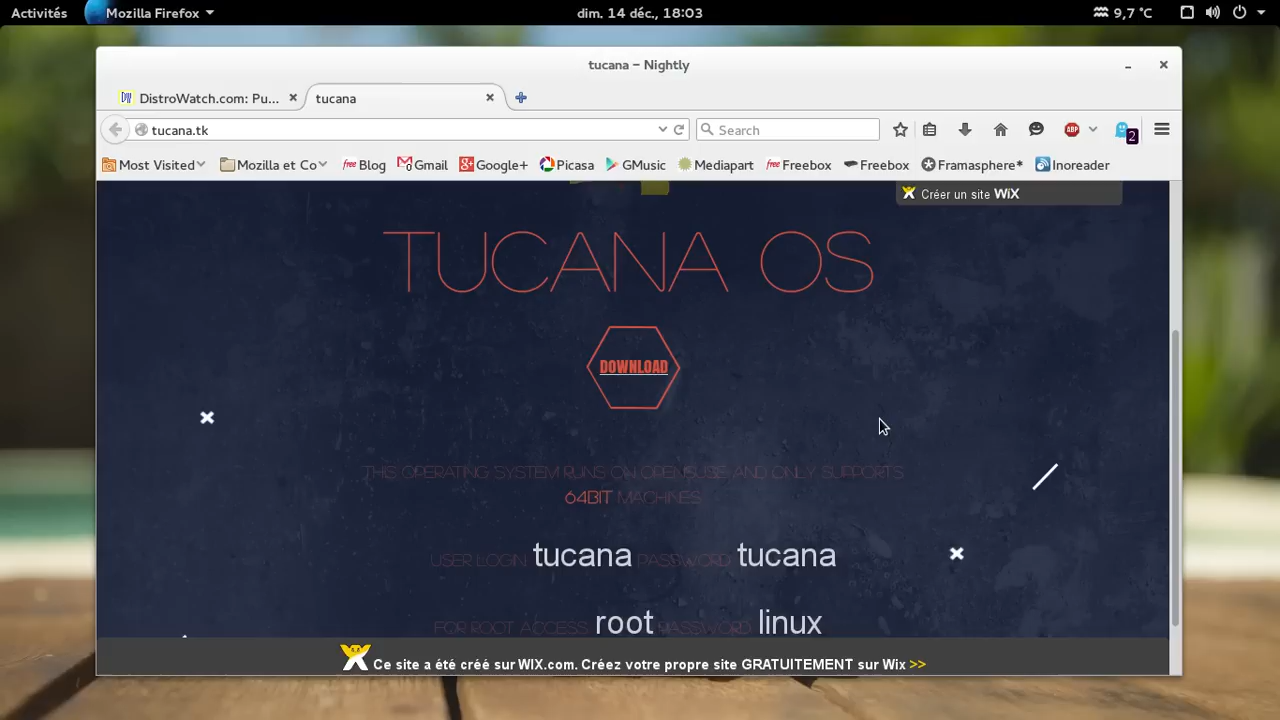 Activités Mozilla Firefox dim. 14 déc., 18:03 9,7 °C
tucana – Nightly
DistroWatch.com: Pu... tucana
tucana.tk Search 2
Most Visited Mozilla et Co free Blog Gmail Google+ Picasa GMusic Mediapart free Freebox Freebox Framasphere* Inoreader
Créer un site WiX
TUCANA OS
DOWNLOAD
THIS OPERATING SYSTEM RUNS ON OPENSUSE AND ONLY SUPPORTS
64BIT MACHINES
USER LOGIN tucana PASSWORD tucana
FOR ROOT ACCESS root PASSWORD linux
Ce site a été créé sur WIX.com. Créez votre propre site GRATUITEMENT sur Wix >>